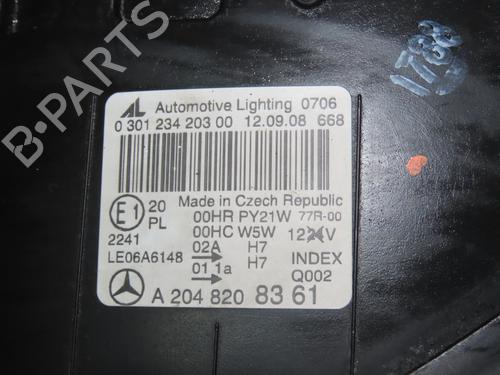 AL Automotive Lighting 0706
0 301 234 203 00 12.09.08 668
Made in Czech Republic
E1 20 00HR PY21W 77R-00
PL 00HC W5W 12V
2241 02A H7
LE06A6148 01 1a H7 INDEX
Q002
A 204 820 8361
B-PARTS